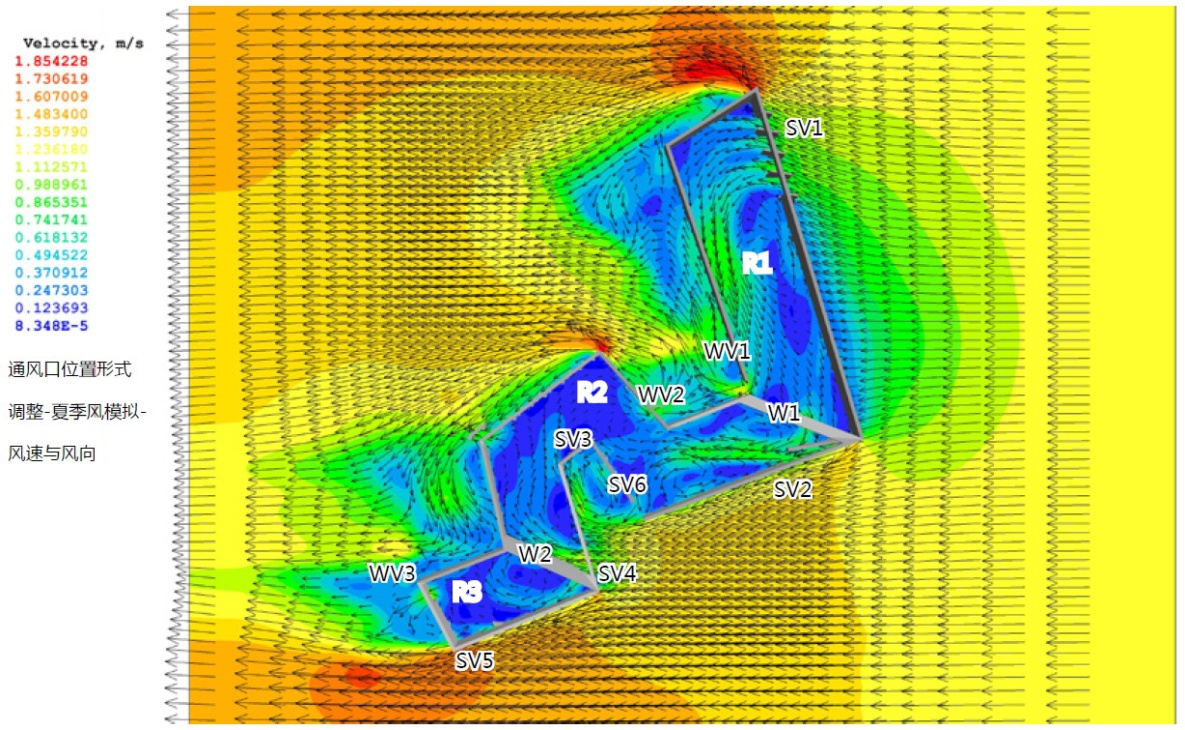 Velocity, m/s
1.854228
1.730619
1.607009
1.483400
1.359790
1.236180
1.112571
0.988961
0.865351
0.741741
0.618132
0.494522
0.370912
0.247303
0.123693
8.348E-5
通风口位置形式
调整-夏季风模拟-
风速与风向
SV1
R1
WV1
R2
WV2
W1
SV3
SV6
SV2
W2
WV3
SV4
R3
SV5